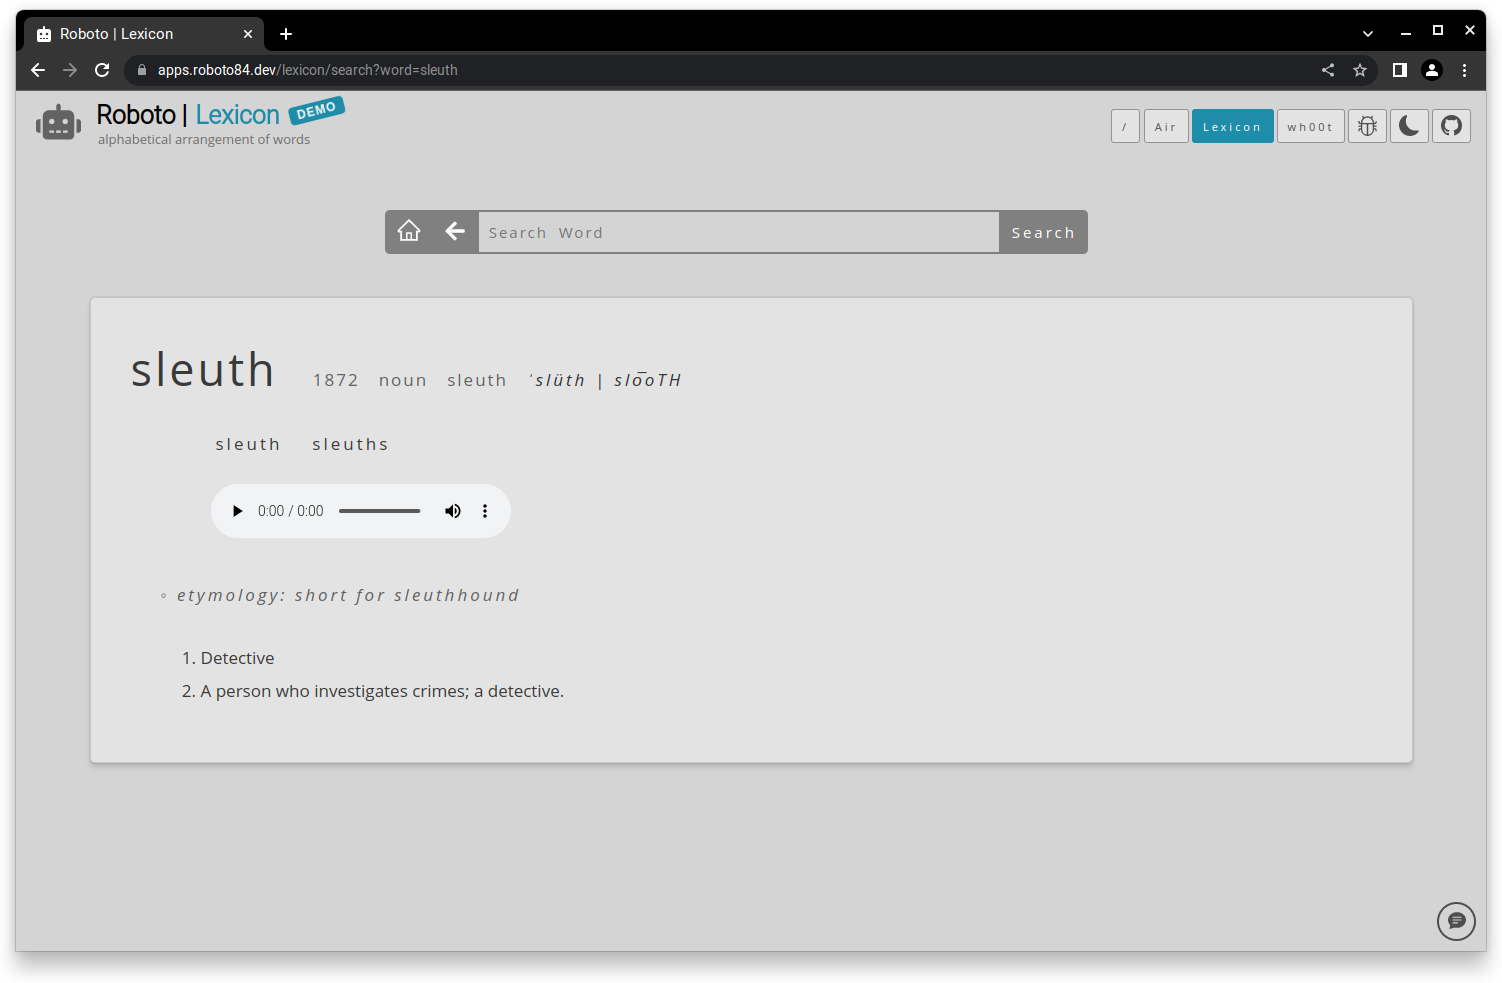 Roboto | Lexicon
apps.roboto84.dev/lexicon/search?word=sleuth
Roboto | Lexicon DEMO
alphabetical arrangement of words
/ Air Lexicon wh00t
Search Word Search
sleuth 1872 noun sleuth ˈslüth | slo͞oTH
sleuth sleuths
0:00 / 0:00
etymology: short for sleuthhound
1. Detective
2. A person who investigates crimes; a detective.